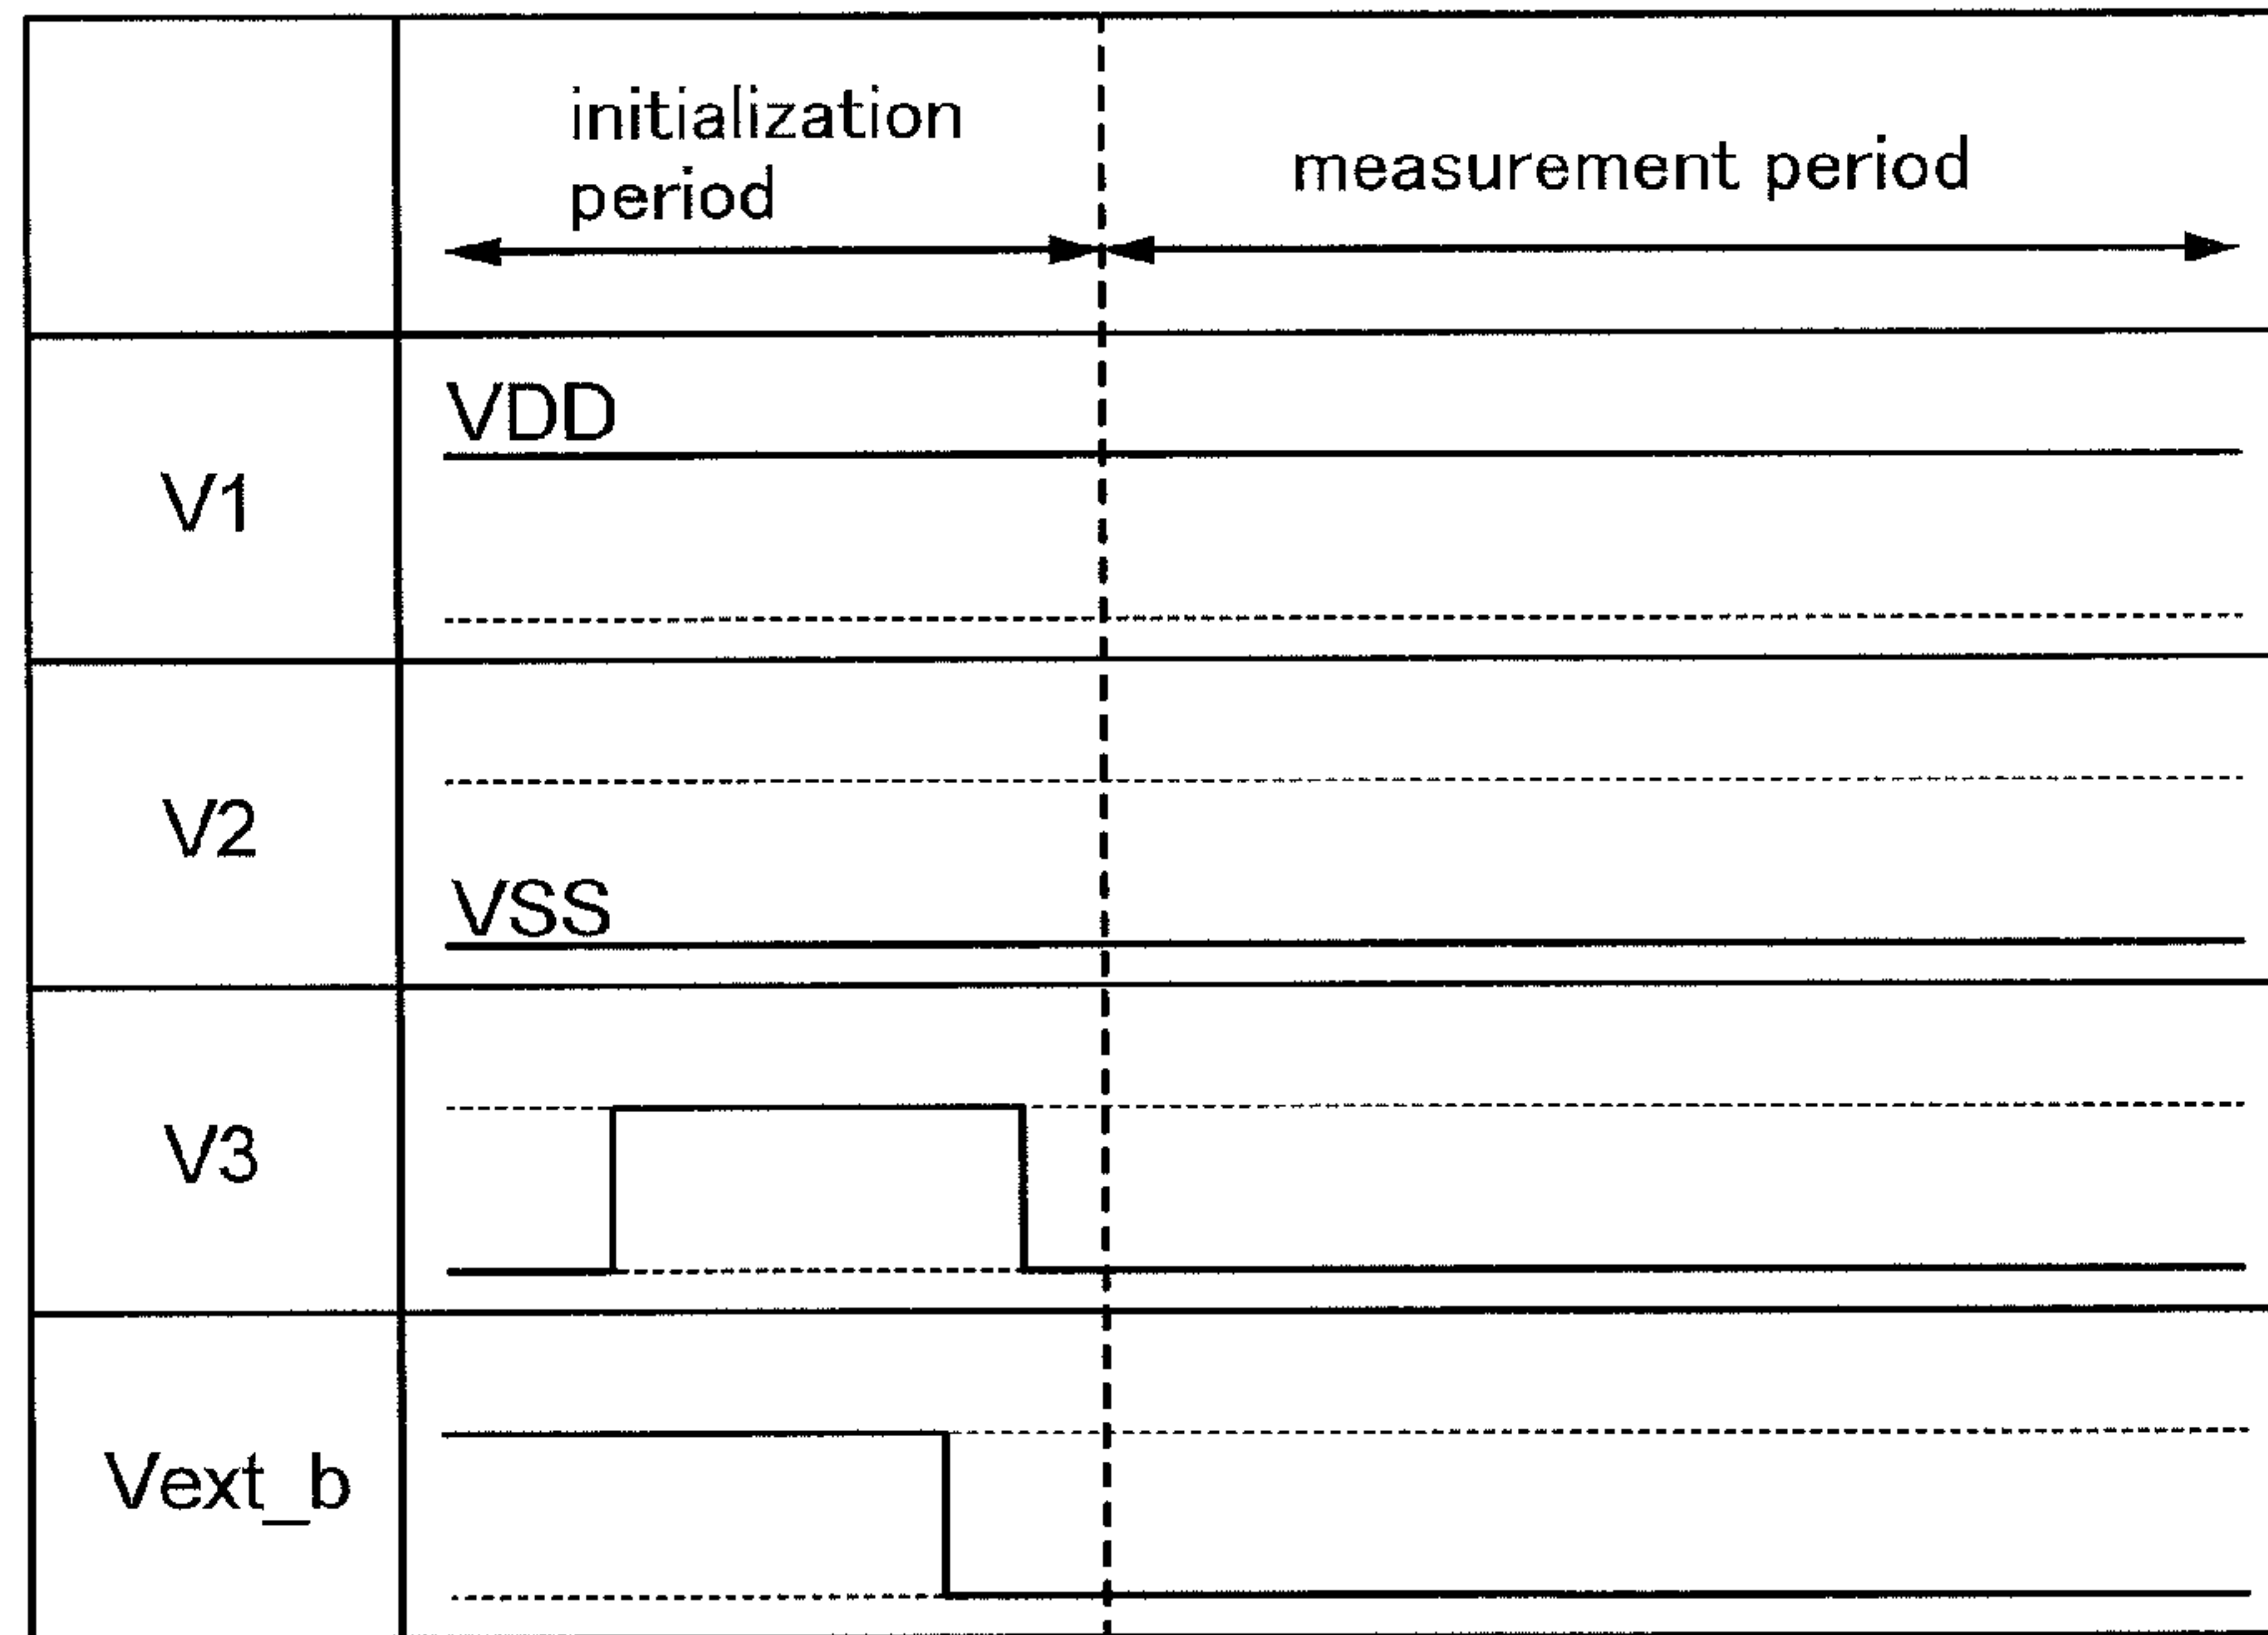 initialization
period
measurement period
VDD
V1
V2
VSS
V3
Vext_b